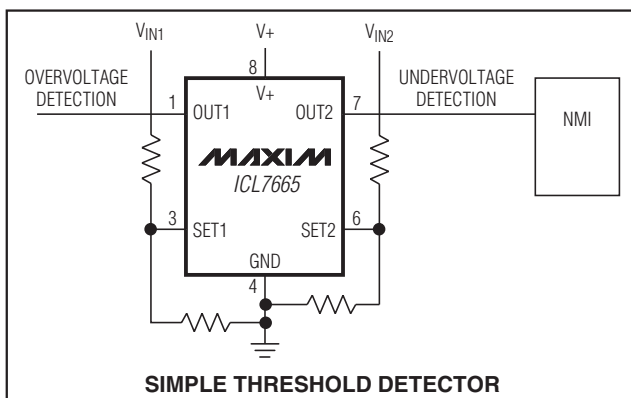 VIN1 V+ VIN2
OVERVOLTAGE
DETECTION
8
V+
UNDERVOLTAGE
DETECTION
1 OUT1 OUT2 7
NMI
MAXIM
ICL7665
3 SET1 SET2 6
GND
4
SIMPLE THRESHOLD DETECTOR